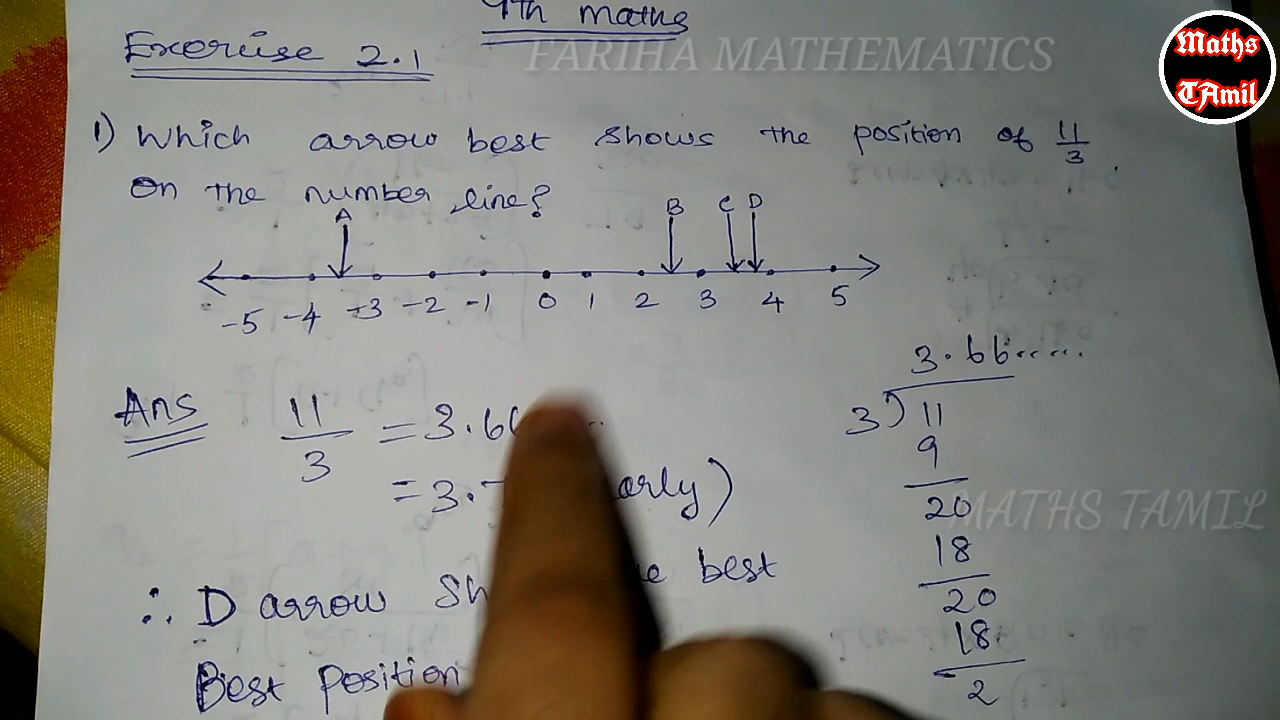 9th maths
Exercise 2.1
FARIHA MATHEMATICS
Maths
TAmil
1) Which arrow best shows the position of 11/3
on the number line?
A B C D
-5 -4 -3 -2 -1 0 1 2 3 4 5
3.66.....
Ans 11/3 = 3.6
3) 11
9
= 3.
20
MATHS TAMIL
18
∴ D arrow best
20
18
Best Position
2